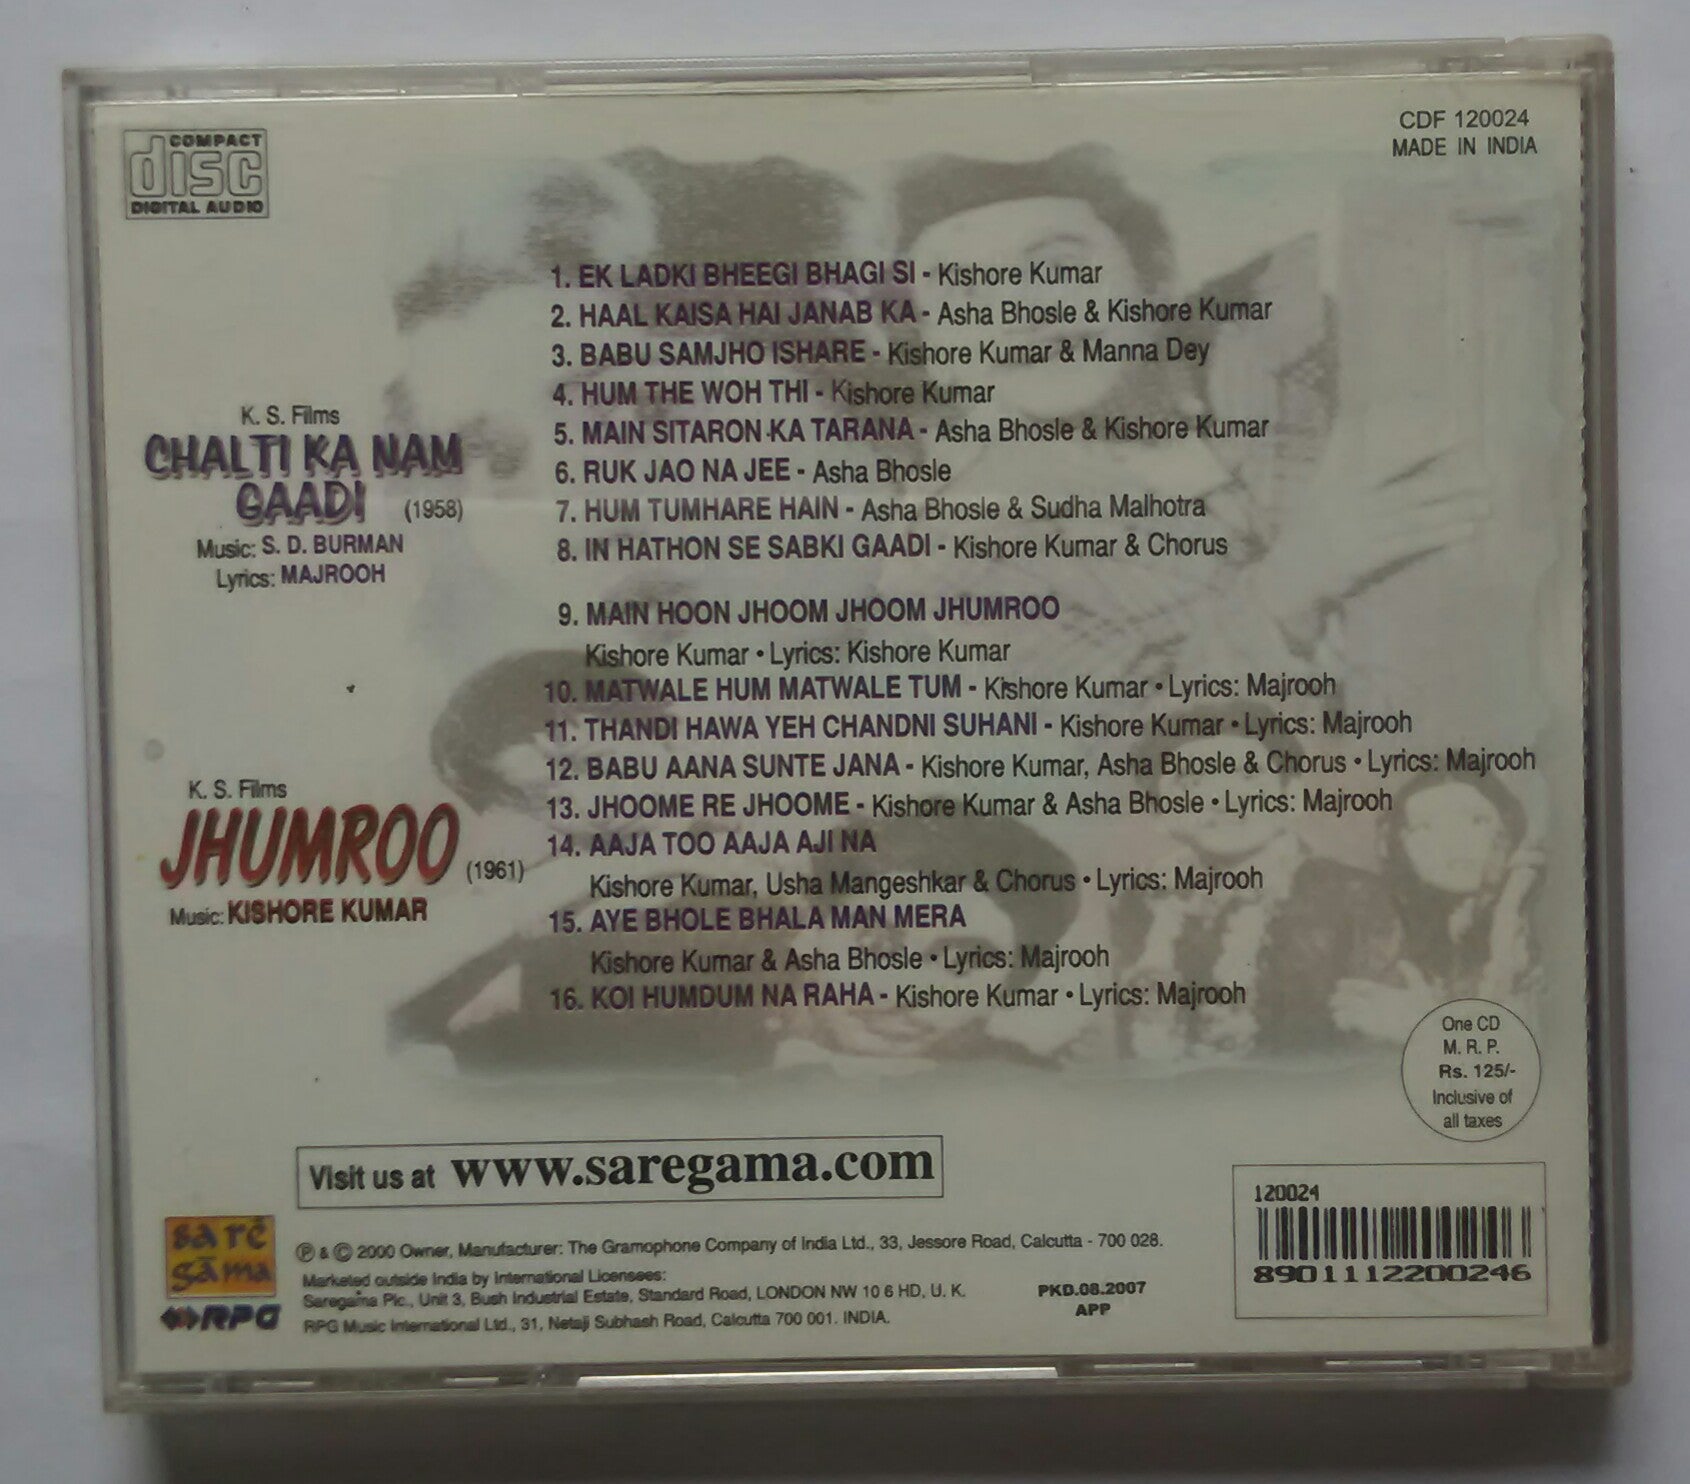 COMPACT
disc
DIGITAL AUDIO
CDF 120024
MADE IN INDIA
K. S. Films
CHALTI KA NAM
GAADI (1958)
Music: S. D. BURMAN
Lyrics: MAJROOH
1. EK LADKI BHEEGI BHAGI SI - Kishore Kumar
2. HAAL KAISA HAI JANAB KA - Asha Bhosle & Kishore Kumar
3. BABU SAMJHO ISHARE - Kishore Kumar & Manna Dey
4. HUM THE WOH THI - Kishore Kumar
5. MAIN SITARON KA TARANA - Asha Bhosle & Kishore Kumar
6. RUK JAO NA JEE - Asha Bhosle
7. HUM TUMHARE HAIN - Asha Bhosle & Sudha Malhotra
8. IN HATHON SE SABKI GAADI - Kishore Kumar & Chorus
K. S. Films
JHUMROO (1961)
Music: KISHORE KUMAR
9. MAIN HOON JHOOM JHOOM JHUMROO
Kishore Kumar • Lyrics: Kishore Kumar
10. MATWALE HUM MATWALE TUM - Kishore Kumar • Lyrics: Majrooh
11. THANDI HAWA YEH CHANDNI SUHANI - Kishore Kumar • Lyrics: Majrooh
12. BABU AANA SUNTE JANA - Kishore Kumar, Asha Bhosle & Chorus • Lyrics: Majrooh
13. JHOOME RE JHOOME - Kishore Kumar & Asha Bhosle • Lyrics: Majrooh
14. AAJA TOO AAJA AJI NA
Kishore Kumar, Usha Mangeshkar & Chorus • Lyrics: Majrooh
15. AYE BHOLE BHALA MAN MERA
Kishore Kumar & Asha Bhosle • Lyrics: Majrooh
16. KOI HUMDUM NA RAHA - Kishore Kumar • Lyrics: Majrooh
One CD
M. R. P.
Rs. 125/-
Inclusive of
all taxes
Visit us at www.saregama.com
sa rē
gā ma
RPG
℗ & © 2000 Owner, Manufacturer: The Gramophone Company of India Ltd., 33, Jessore Road, Calcutta - 700 028.
Marketed outside India by International Licensees:
Saregama Plc., Unit 3, Bush Industrial Estate, Standard Road, LONDON NW 10 6 HD, U. K.
RPG Music International Ltd., 31, Netaji Subhash Road, Calcutta 700 001. INDIA.
PKD.08.2007
APP
120024
8901112200246